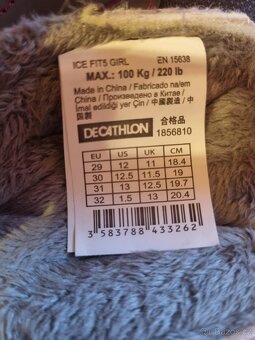 ICE FIT5 GIRL EN 15638
MAX.: 100 Kg / 220 lb
Made in China / Fabricado na/en
China / Произведено в Китае /
İmal edildiği yer Çin / 中國製造 / 中
国制
DECATHLON 合格品
1856810
EU US UK CM
29 12 11 18.4
30 12.5 11.5 19
31 13 12.5 19.7
32 1.5 13 20.4
3 583788 433262